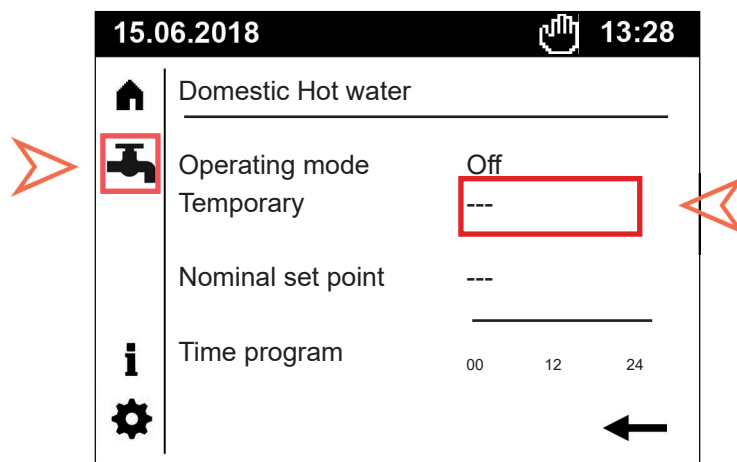 15.06.2018 13:28
Domestic Hot water
Operating mode Off
Temporary ---
Nominal set point ---
Time program 00 12 24